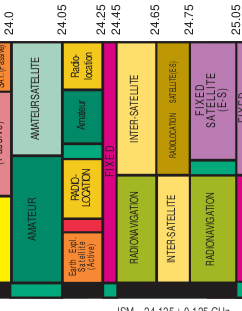 24.0
24.05
24.25
24.45
24.65
24.75
25.05
AMATEUR SATELLITE
AMATEUR
Radio-
location
Amateur
RADIO-
LOCATION
Earth Expl.
Satellite
(Active)
FIXED
INTER-SATELLITE
RADIONAVIGATION
RADIOLOCATION SATELLITE (E-S)
INTER-SATELLITE
FIXED
SATELLITE
(E-S)
RADIONAVIGATION
FIXED